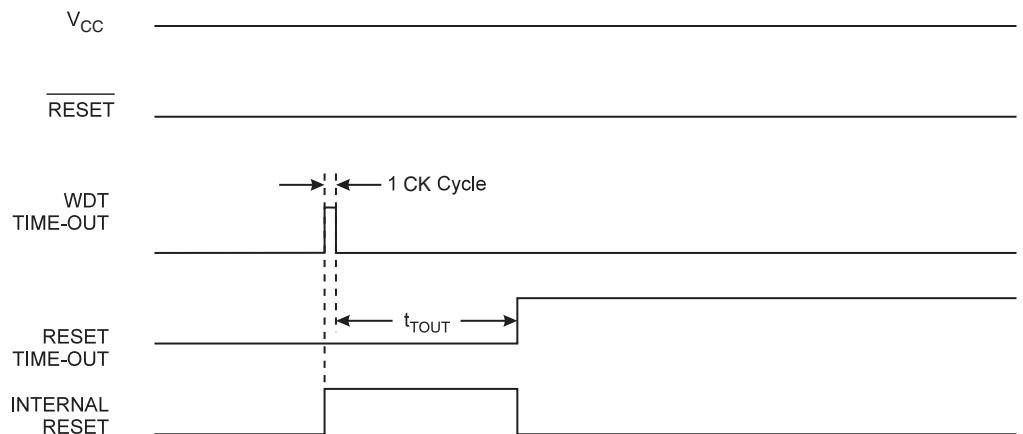 VCC
RESET
1 CK Cycle
WDT
TIME-OUT
tTOUT
RESET
TIME-OUT
INTERNAL
RESET